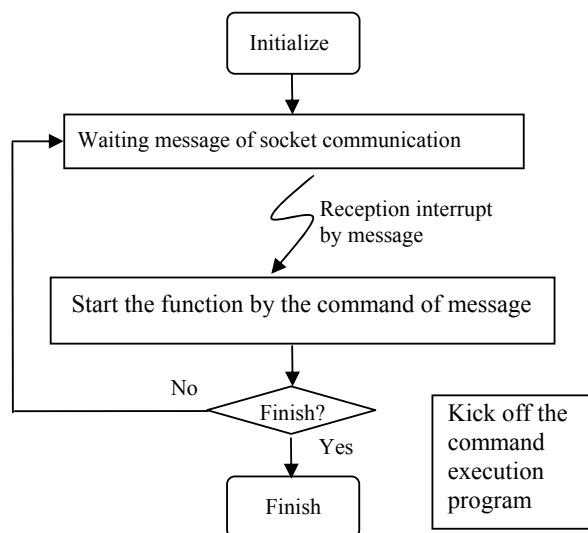 Initialize
Waiting message of socket communication
Reception interrupt
by message
Start the function by the command of message
No
Finish?
Yes
Finish
Kick off the
command
execution
program